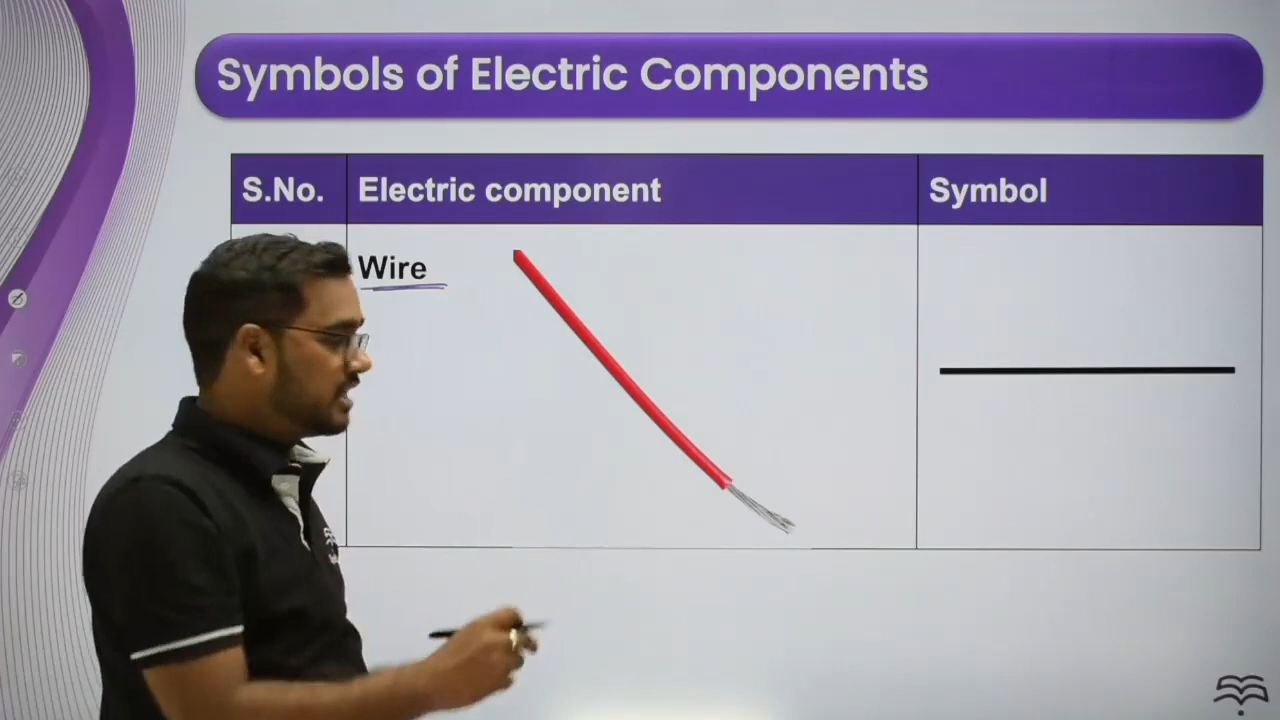 Symbols of Electric Components
S.No.
Electric component
Symbol
Wire